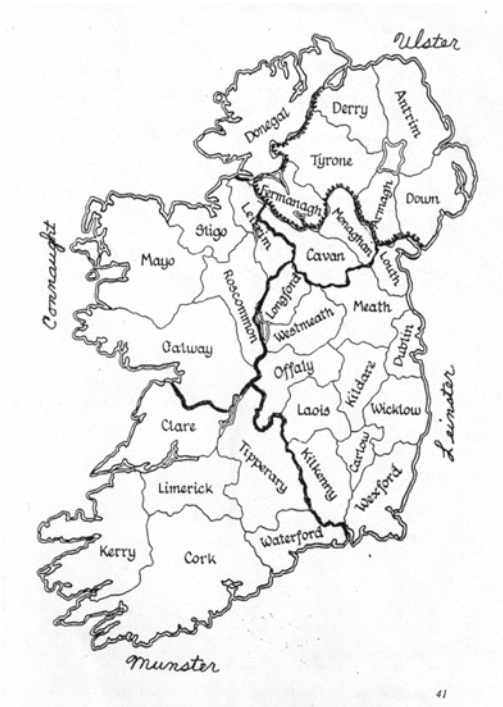 Ulster
Derry
Antrim
Donegal
Tyrone
Down
Fermanagh
Armagh
Monaghan
Sligo
Leitrim
Cavan
Louth
Connaught
Mayo
Roscommon
Longford
Meath
Westmeath
Dublin
Galway
Offaly
Kildare
Leinster
Laois
Wicklow
Clare
Carlow
Tipperary
Kilkenny
Limerick
Wexford
Waterford
Kerry
Cork
Munster
41